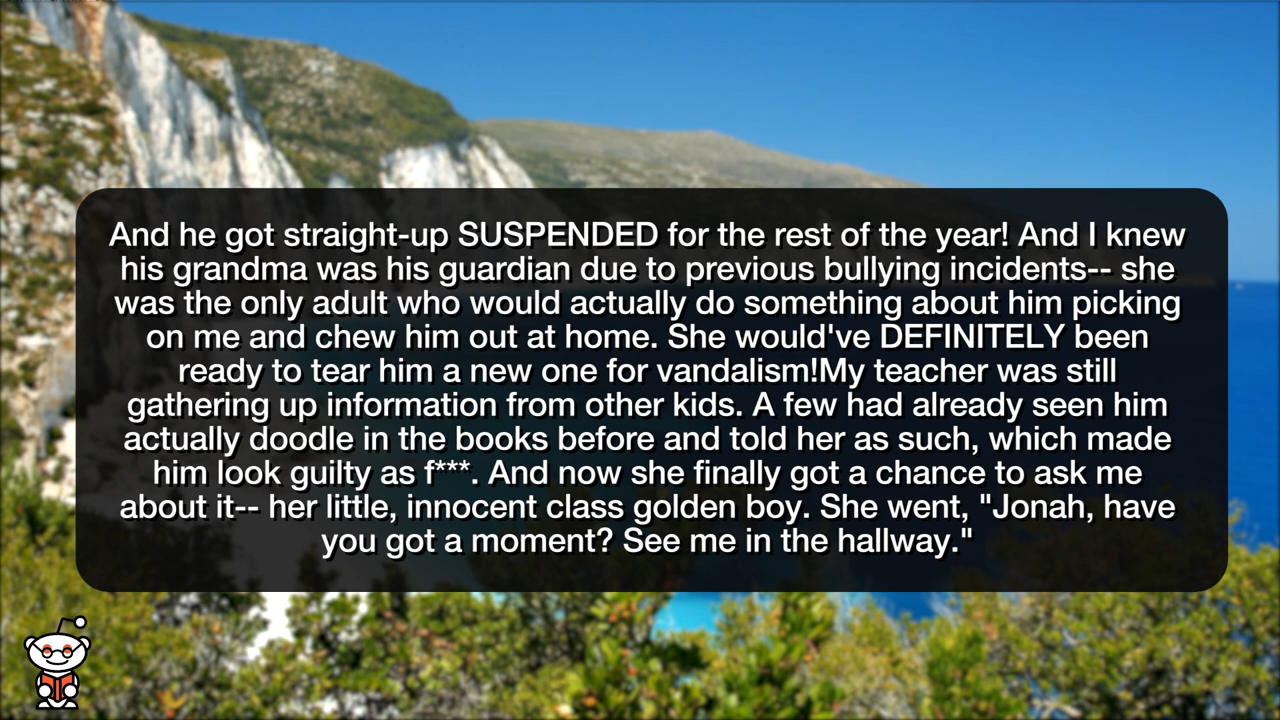 And he got straight-up SUSPENDED for the rest of the year! And I knew
his grandma was his guardian due to previous bullying incidents-- she
was the only adult who would actually do something about him picking
on me and chew him out at home. She would've DEFINITELY been
ready to tear him a new one for vandalism!My teacher was still
gathering up information from other kids. A few had already seen him
actually doodle in the books before and told her as such, which made
him look guilty as f***. And now she finally got a chance to ask me
about it-- her little, innocent class golden boy. She went, "Jonah, have
you got a moment? See me in the hallway."